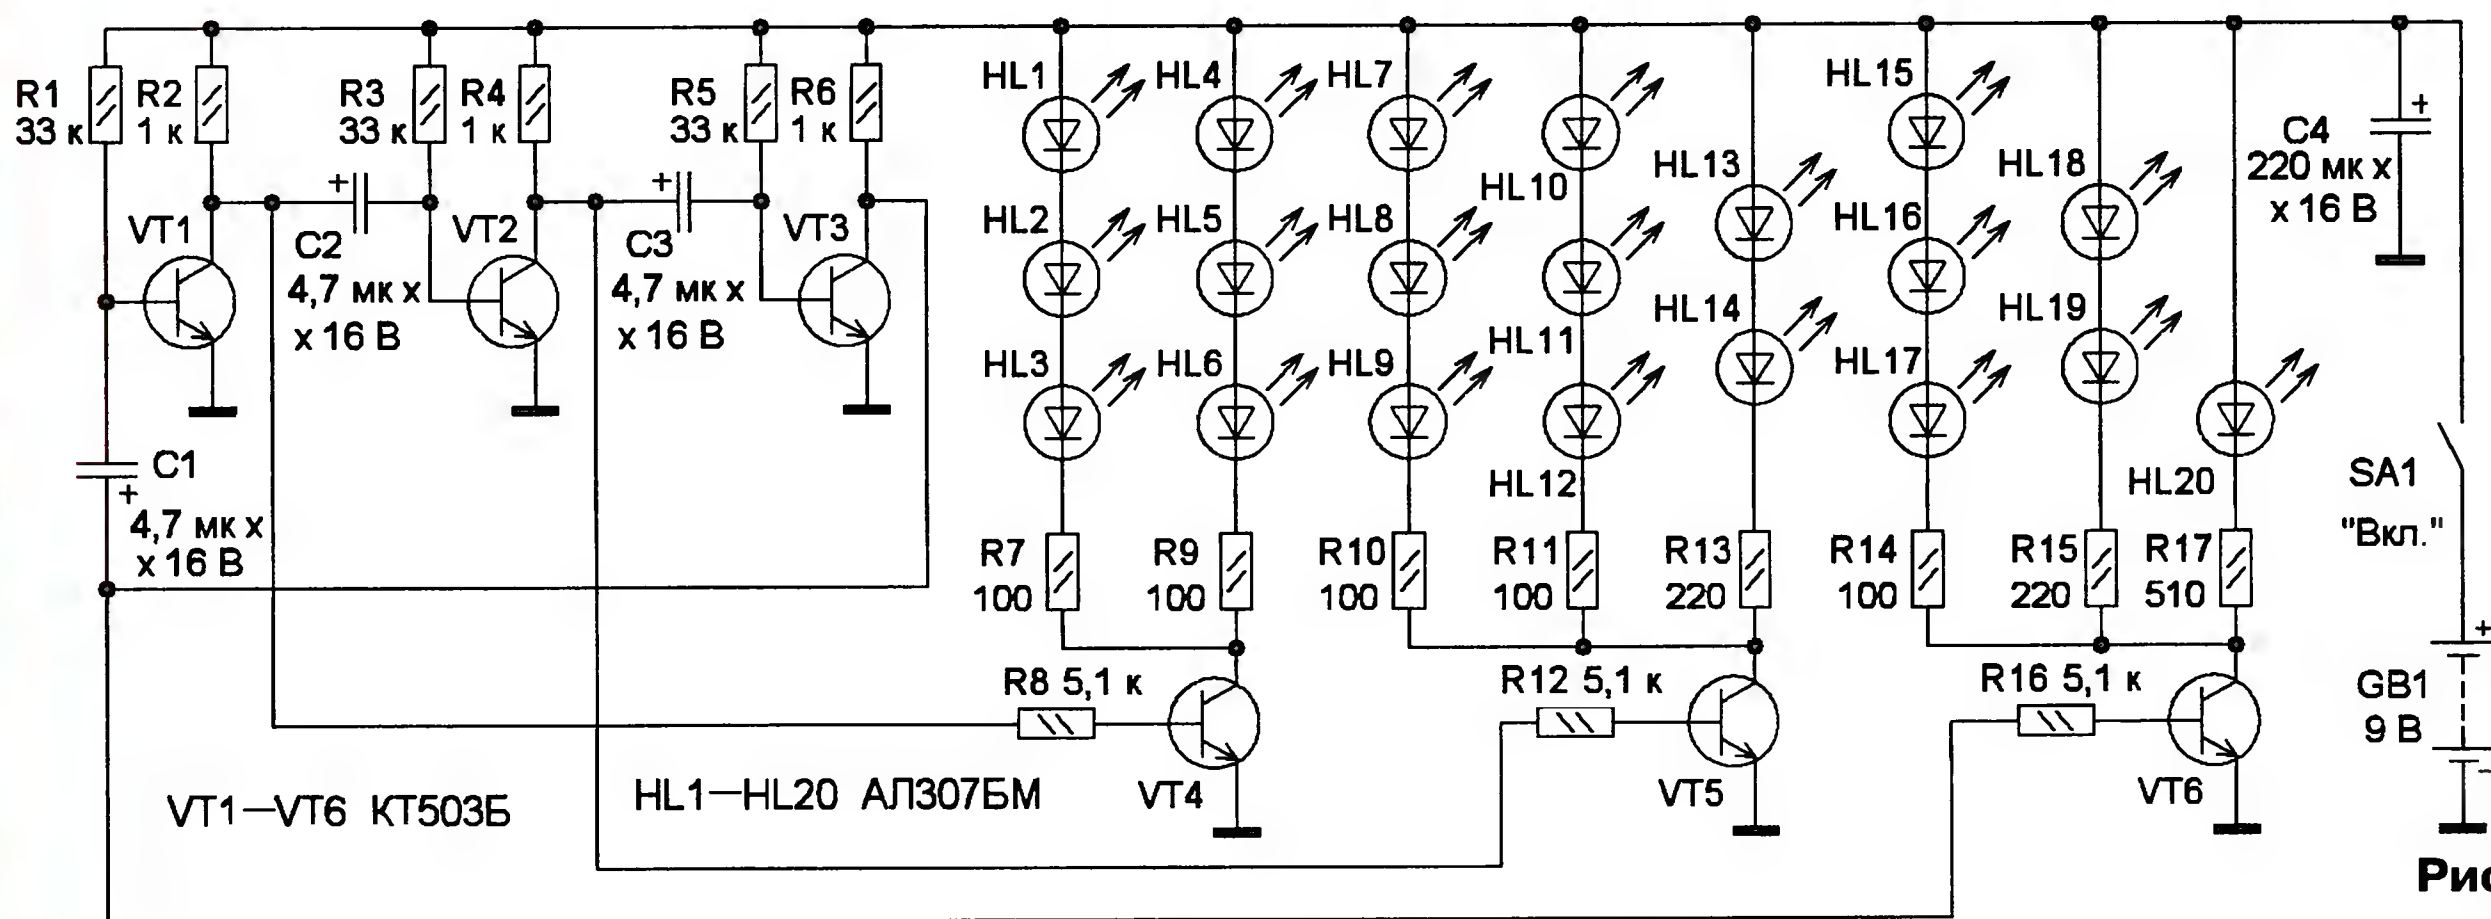 R1
33 к
R2
1 к
R3
33 к
R4
1 к
R5
33 к
R6
1 к
VT1
+
C2
4,7 мк x
x 16 В
VT2
+
C3
4,7 мк x
x 16 В
VT3
C1
+
4,7 мк x
x 16 В
HL1
HL2
HL3
HL4
HL5
HL6
HL7
HL8
HL9
HL10
HL11
HL12
HL13
HL14
HL15
HL16
HL17
HL18
HL19
HL20
+
C4
220 мк x
x 16 В
SA1
"Вкл."
R7
100
R9
100
R10
100
R11
100
R13
220
R14
100
R15
220
R17
510
R8 5,1 к
R12 5,1 к
R16 5,1 к
VT4
VT5
VT6
+
GB1
9 В
-
VT1—VT6 КТ503Б
HL1—HL20 АЛ307БМ
Рис